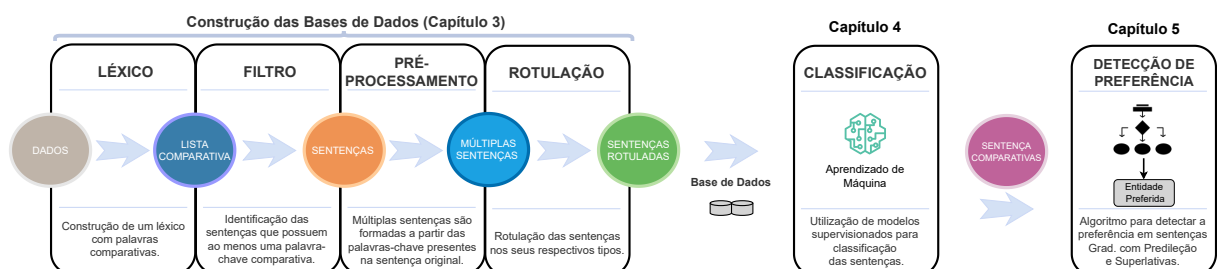 Construção das Bases de Dados (Capítulo 3)
LÉXICO
FILTRO
PRÉ-
PROCESSAMENTO
ROTULAÇÃO
DADOS
LISTA
COMPARATIVA
SENTENÇAS
MÚLTIPLAS
SENTENÇAS
SENTENÇAS
ROTULADAS
Construção de um léxico
com palavras
comparativas.
Identificação das
sentenças que possuem
ao menos uma palavra-
chave comparativa.
Múltiplas sentenças são
formadas a partir das
palavras-chave presentes
na sentença original.
Rotulação das sentenças
nos seus respectivos tipos.
Base de Dados
Capítulo 4
CLASSIFICAÇÃO
Aprendizado de
Máquina
Utilização de modelos
supervisionados para
classificação
das sentenças.
SENTENÇA
COMPARATIVAS
Capítulo 5
DETECÇÃO DE
PREFERÊNCIA
Entidade
Preferida
Algoritmo para detectar a
preferência em sentenças
Grad. com Predileção
e Superlativas.